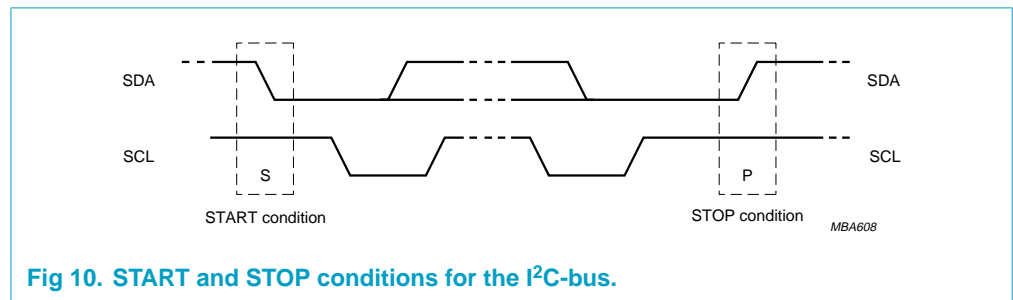 SDA
SDA
SCL
SCL
S
P
START condition
STOP condition
MBA608
Fig 10. START and STOP conditions for the I²C-bus.